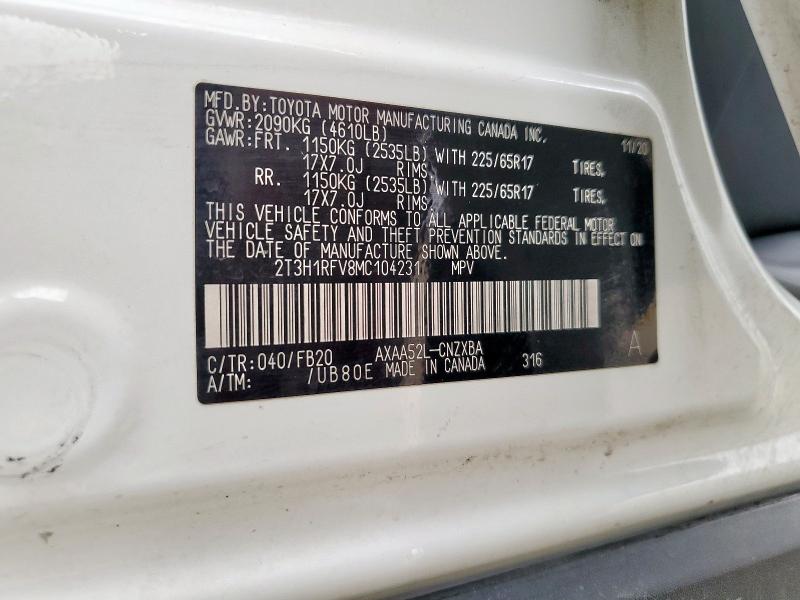 MFD.BY:TOYOTA MOTOR MANUFACTURING CANADA INC. 11/20
GVWR:2090KG (4610LB)
GAWR:FRT. 1150KG (2535LB) WITH 225/65R17 TIRES,
17X7.0J RIMS,
RR. 1150KG (2535LB) WITH 225/65R17 TIRES,
17X7.0J RIMS,
THIS VEHICLE CONFORMS TO ALL APPLICABLE FEDERAL MOTOR
VEHICLE SAFETY AND THEFT PREVENTION STANDARDS IN EFFECT ON
THE DATE OF MANUFACTURE SHOWN ABOVE.
2T3H1RFV8MC104231 MPV
C/TR:040/FB20 AXAA52L-CNZXBA A
A/TM: /UB80E MADE IN CANADA 316